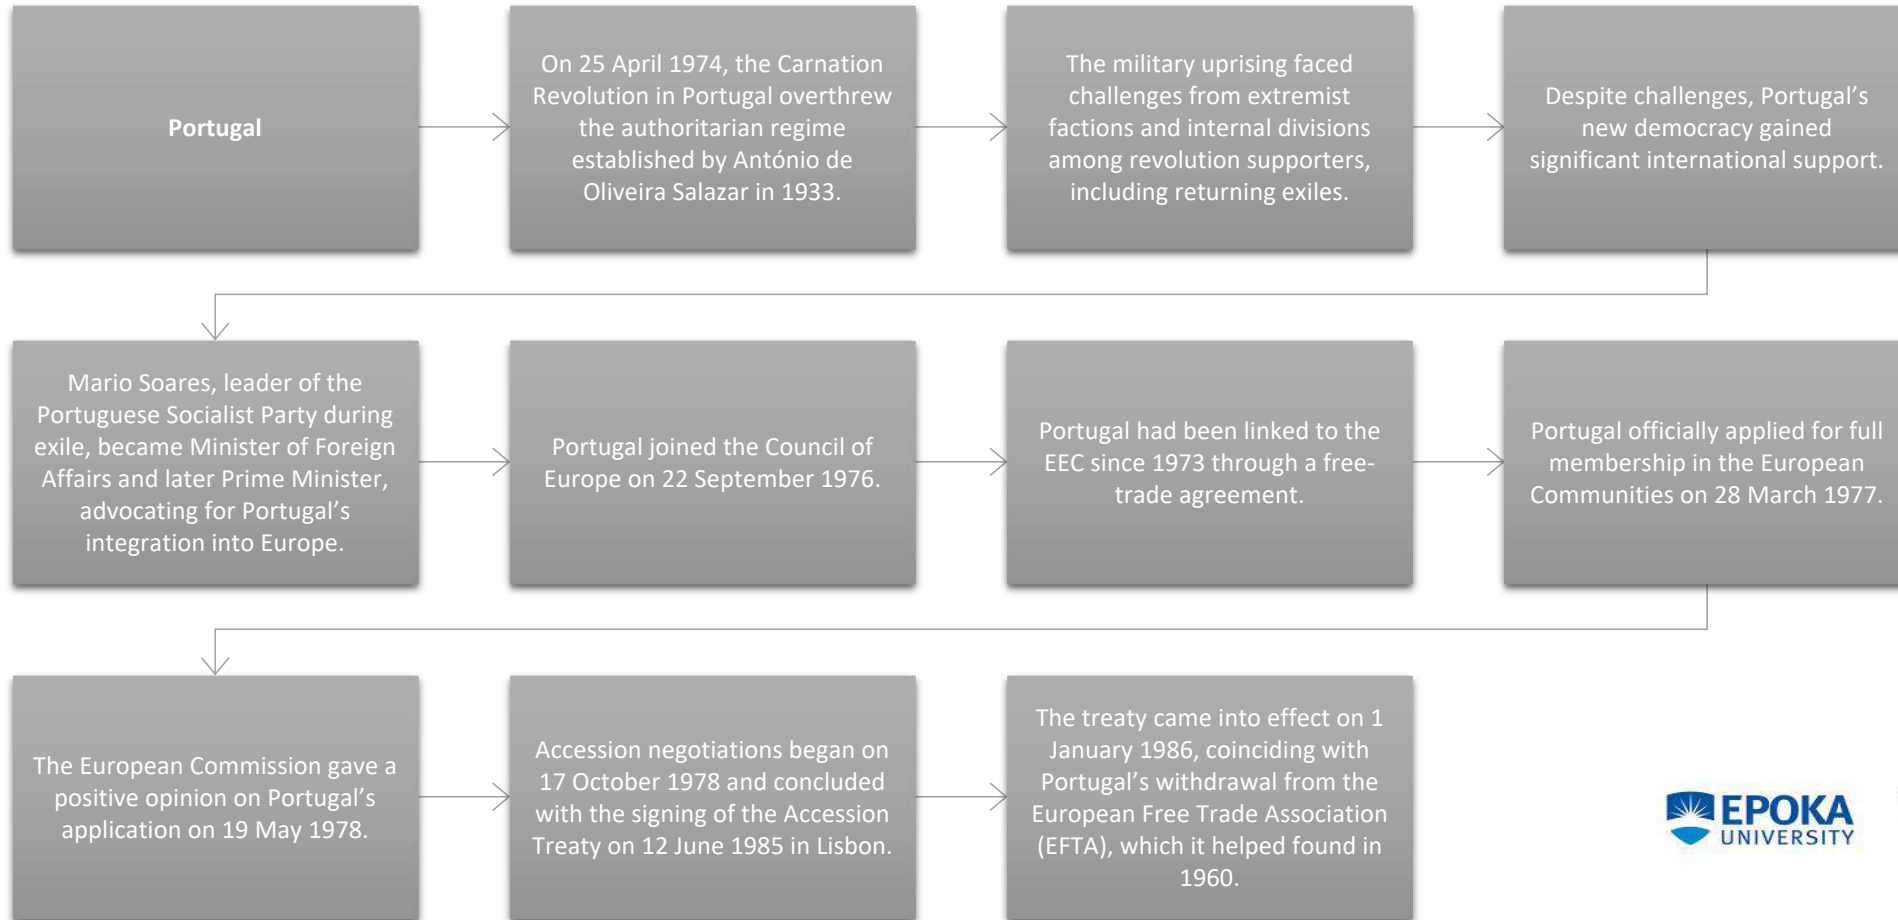 Portugal
On 25 April 1974, the Carnation
Revolution in Portugal overthrew
the authoritarian regime
established by António de
Oliveira Salazar in 1933.
The military uprising faced
challenges from extremist
factions and internal divisions
among revolution supporters,
including returning exiles.
Despite challenges, Portugal’s
new democracy gained
significant international support.
Mario Soares, leader of the
Portuguese Socialist Party during
exile, became Minister of Foreign
Affairs and later Prime Minister,
advocating for Portugal’s
integration into Europe.
Portugal joined the Council of
Europe on 22 September 1976.
Portugal had been linked to the
EEC since 1973 through a free-
trade agreement.
Portugal officially applied for full
membership in the European
Communities on 28 March 1977.
The European Commission gave a
positive opinion on Portugal’s
application on 19 May 1978.
Accession negotiations began on
17 October 1978 and concluded
with the signing of the Accession
Treaty on 12 June 1985 in Lisbon.
The treaty came into effect on 1
January 1986, coinciding with
Portugal’s withdrawal from the
European Free Trade Association
(EFTA), which it helped found in
1960.
EPOKA
UNIVERSITY